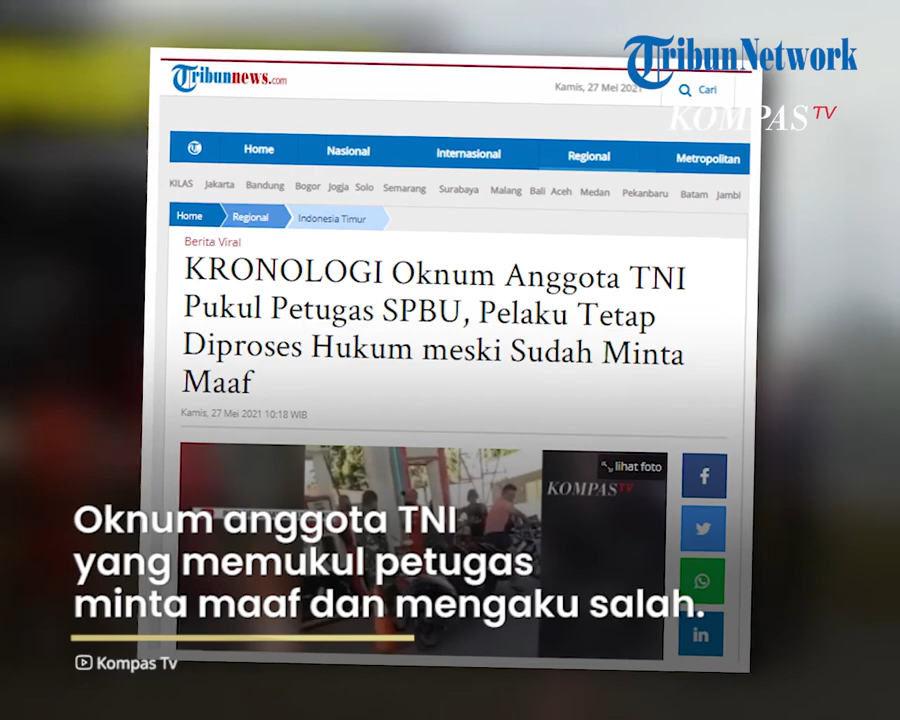 TribunNetwork
KOMPAS TV
Tribunnews.com
Kamis, 27 Mei 2021
Cari
Home Nasional Internasional Regional Metropolitan
KILAS Jakarta Bandung Bogor Jogja Solo Semarang Surabaya Malang Bali Aceh Medan Pekanbaru Batam Jambi
Home Regional Indonesia Timur
Berita Viral
KRONOLOGI Oknum Anggota TNI
Pukul Petugas SPBU, Pelaku Tetap
Diproses Hukum meski Sudah Minta
Maaf
Kamis, 27 Mei 2021 10:18 WIB
lihat foto
KOMPAS TV
Oknum anggota TNI
yang memukul petugas
minta maaf dan mengaku salah.
Kompas Tv